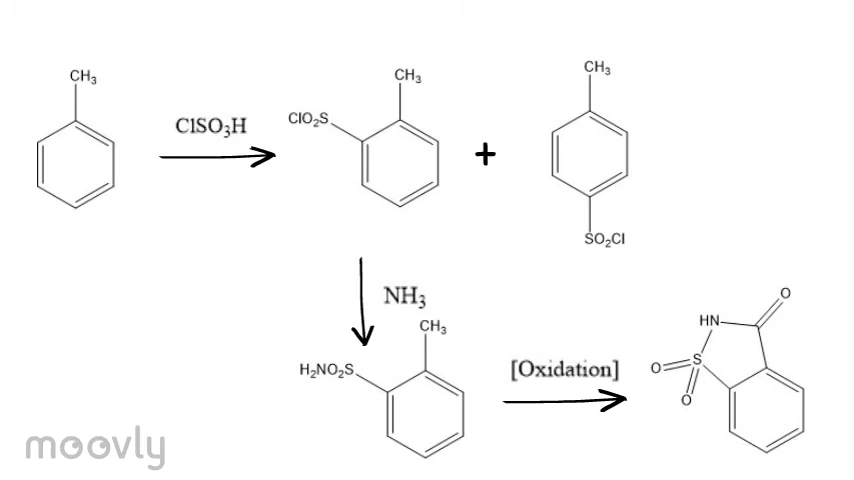 CH₃
ClSO₃H
ClO₂S
CH₃
+
CH₃
SO₂Cl
NH₃
H₂NO₂S
CH₃
[Oxidation]
HN
O
S
O
O
moovly